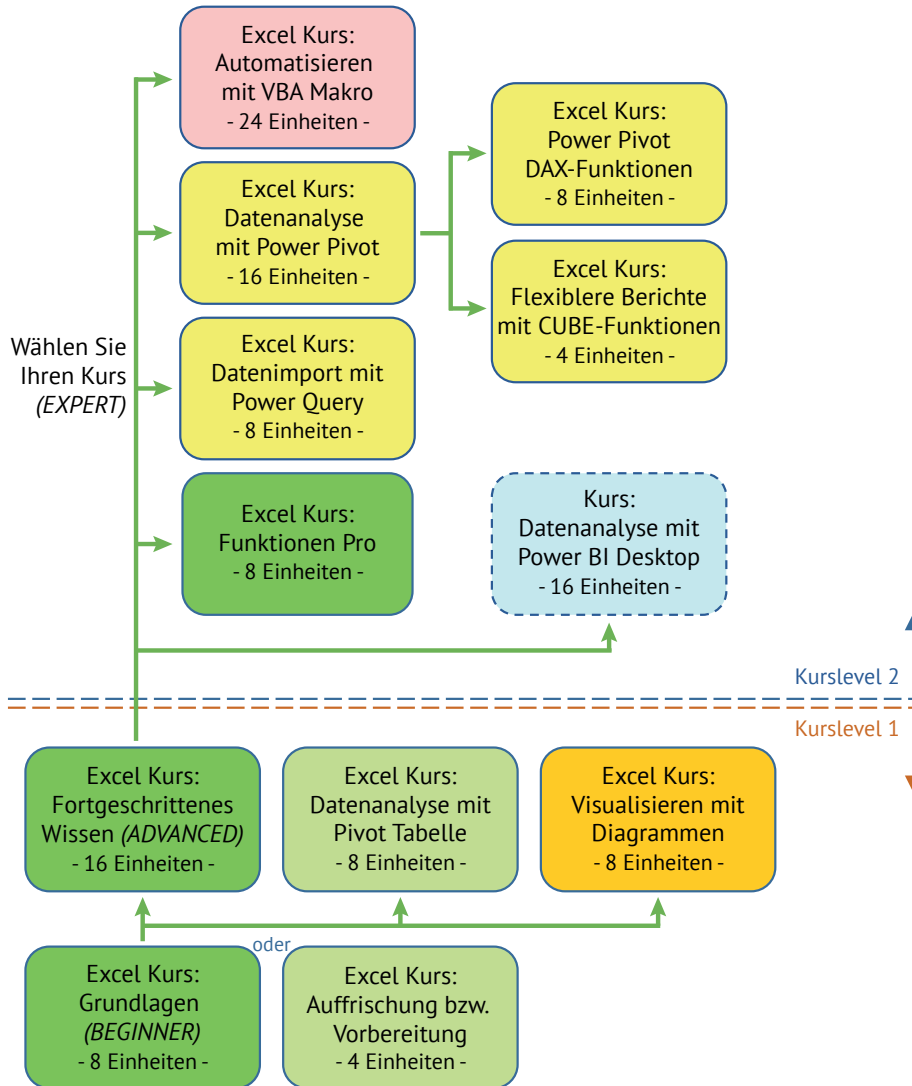 Excel Kurs:
Automatisieren
mit VBA Makro
- 24 Einheiten -
Excel Kurs:
Datenanalyse
mit Power Pivot
- 16 Einheiten -
Excel Kurs:
Power Pivot
DAX-Funktionen
- 8 Einheiten -
Excel Kurs:
Flexiblere Berichte
mit CUBE-Funktionen
- 4 Einheiten -
Wählen Sie
Ihren Kurs
(EXPERT)
Excel Kurs:
Datenimport mit
Power Query
- 8 Einheiten -
Excel Kurs:
Funktionen Pro
- 8 Einheiten -
Kurs:
Datenanalyse mit
Power BI Desktop
- 16 Einheiten -
Kurslevel 2
Kurslevel 1
Excel Kurs:
Fortgeschrittenes
Wissen (ADVANCED)
- 16 Einheiten -
Excel Kurs:
Datenanalyse mit
Pivot Tabelle
- 8 Einheiten -
Excel Kurs:
Visualisieren mit
Diagrammen
- 8 Einheiten -
oder
Excel Kurs:
Grundlagen
(BEGINNER)
- 8 Einheiten -
Excel Kurs:
Auffrischung bzw.
Vorbereitung
- 4 Einheiten -